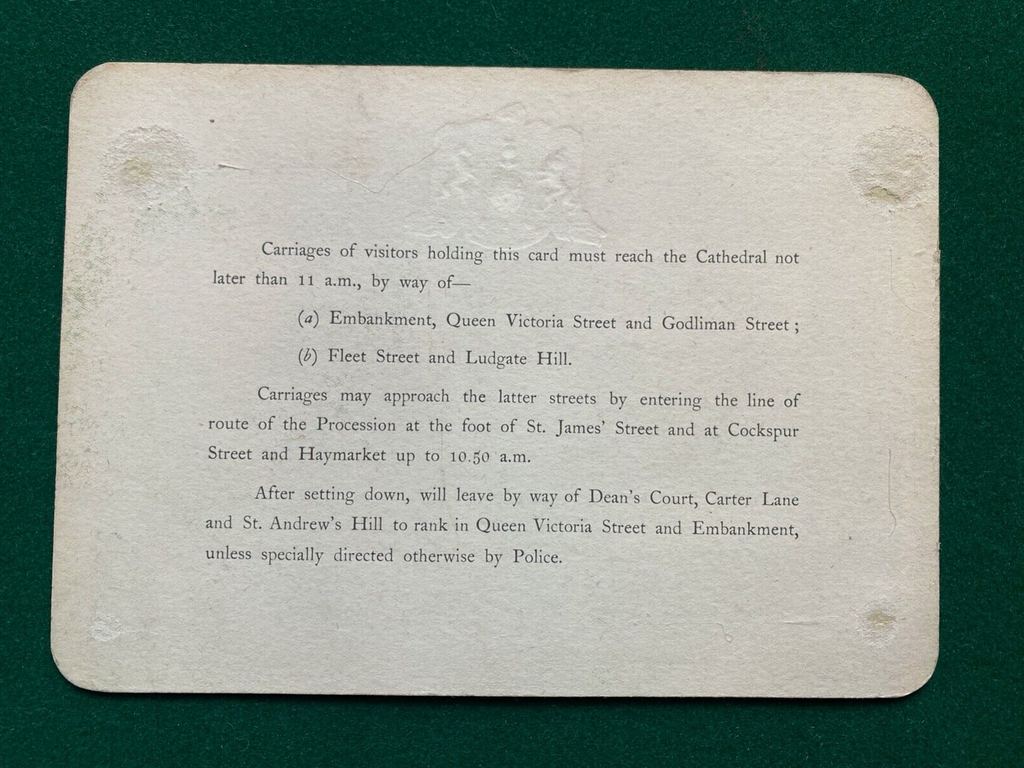 Carriages of visitors holding this card must reach the Cathedral not
later than 11 a.m., by way of—
(a) Embankment, Queen Victoria Street and Godliman Street ;
(b) Fleet Street and Ludgate Hill.
Carriages may approach the latter streets by entering the line of
route of the Procession at the foot of St. James' Street and at Cockspur
Street and Haymarket up to 10.50 a.m.
After setting down, will leave by way of Dean's Court, Carter Lane
and St. Andrew's Hill to rank in Queen Victoria Street and Embankment,
unless specially directed otherwise by Police.